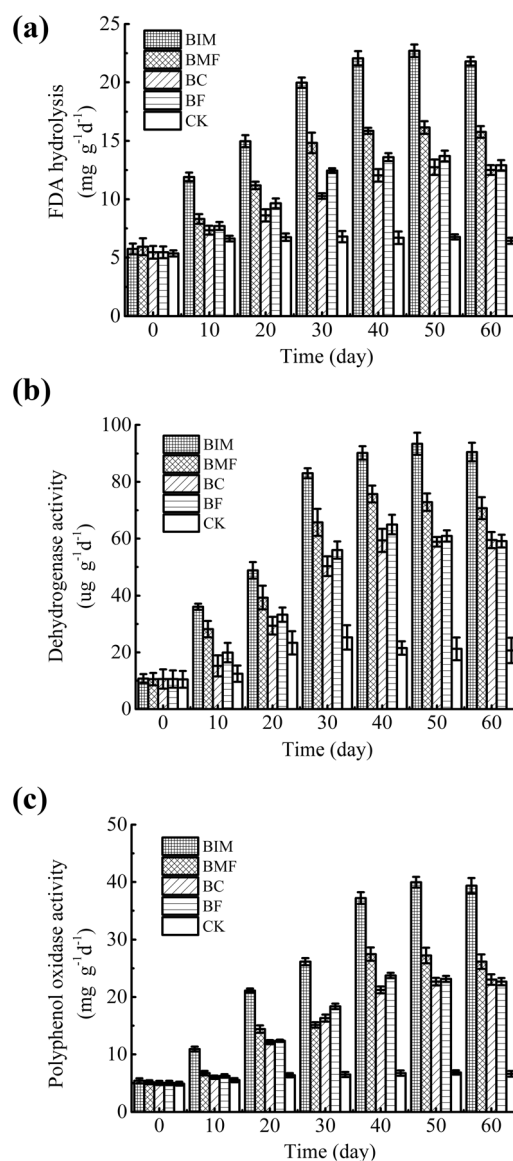 (a)
BIM
BMF
BC
BF
CK
FDA hydrolysis
(mg g⁻¹d⁻¹)
25
20
15
10
5
0
0 10 20 30 40 50 60
Time (day)
(b)
BIM
BMF
BC
BF
CK
Dehydrogenase activity
(ug g⁻¹d⁻¹)
100
80
60
40
20
0
0 10 20 30 40 50 60
Time (day)
(c)
BIM
BMF
BC
BF
CK
Polyphenol oxidase activity
(mg g⁻¹d⁻¹)
50
40
30
20
10
0
0 10 20 30 40 50 60
Time (day)